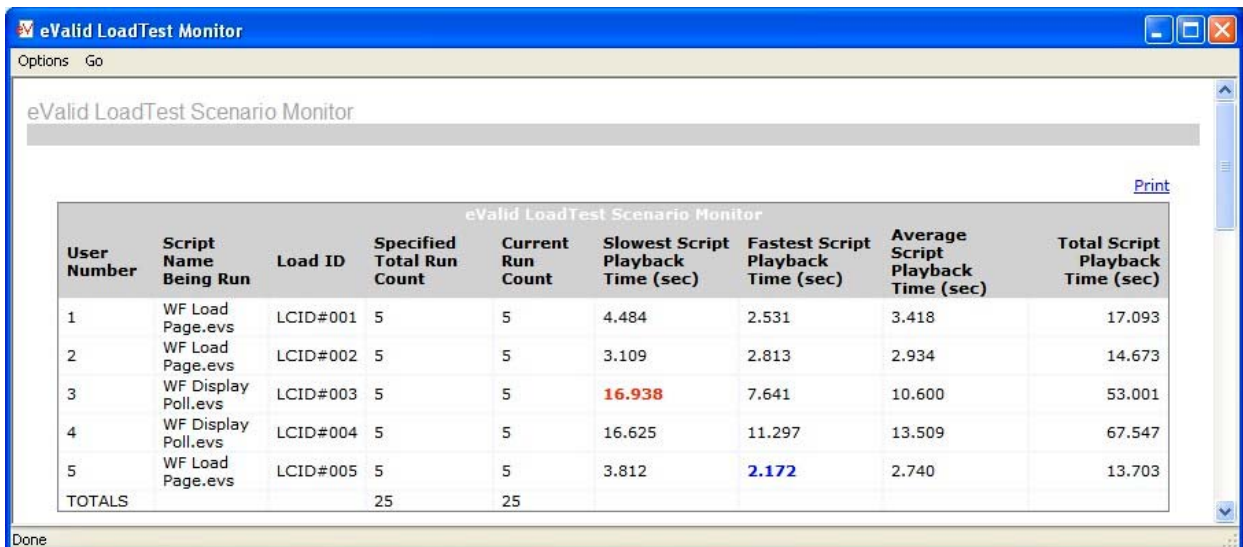 eValid LoadTest Monitor
Options Go
eValid LoadTest Scenario Monitor
Print
eValid LoadTest Scenario Monitor
User Number Script Name Being Run Load ID Specified Total Run Count Current Run Count Slowest Script Playback Time (sec) Fastest Script Playback Time (sec) Average Script Playback Time (sec) Total Script Playback Time (sec)
1 WF Load Page.evs LCID#001 5 5 4.484 2.531 3.418 17.093
2 WF Load Page.evs LCID#002 5 5 3.109 2.813 2.934 14.673
3 WF Display Poll.evs LCID#003 5 5 16.938 7.641 10.600 53.001
4 WF Display Poll.evs LCID#004 5 5 16.625 11.297 13.509 67.547
5 WF Load Page.evs LCID#005 5 5 3.812 2.172 2.740 13.703
TOTALS 25 25
Done